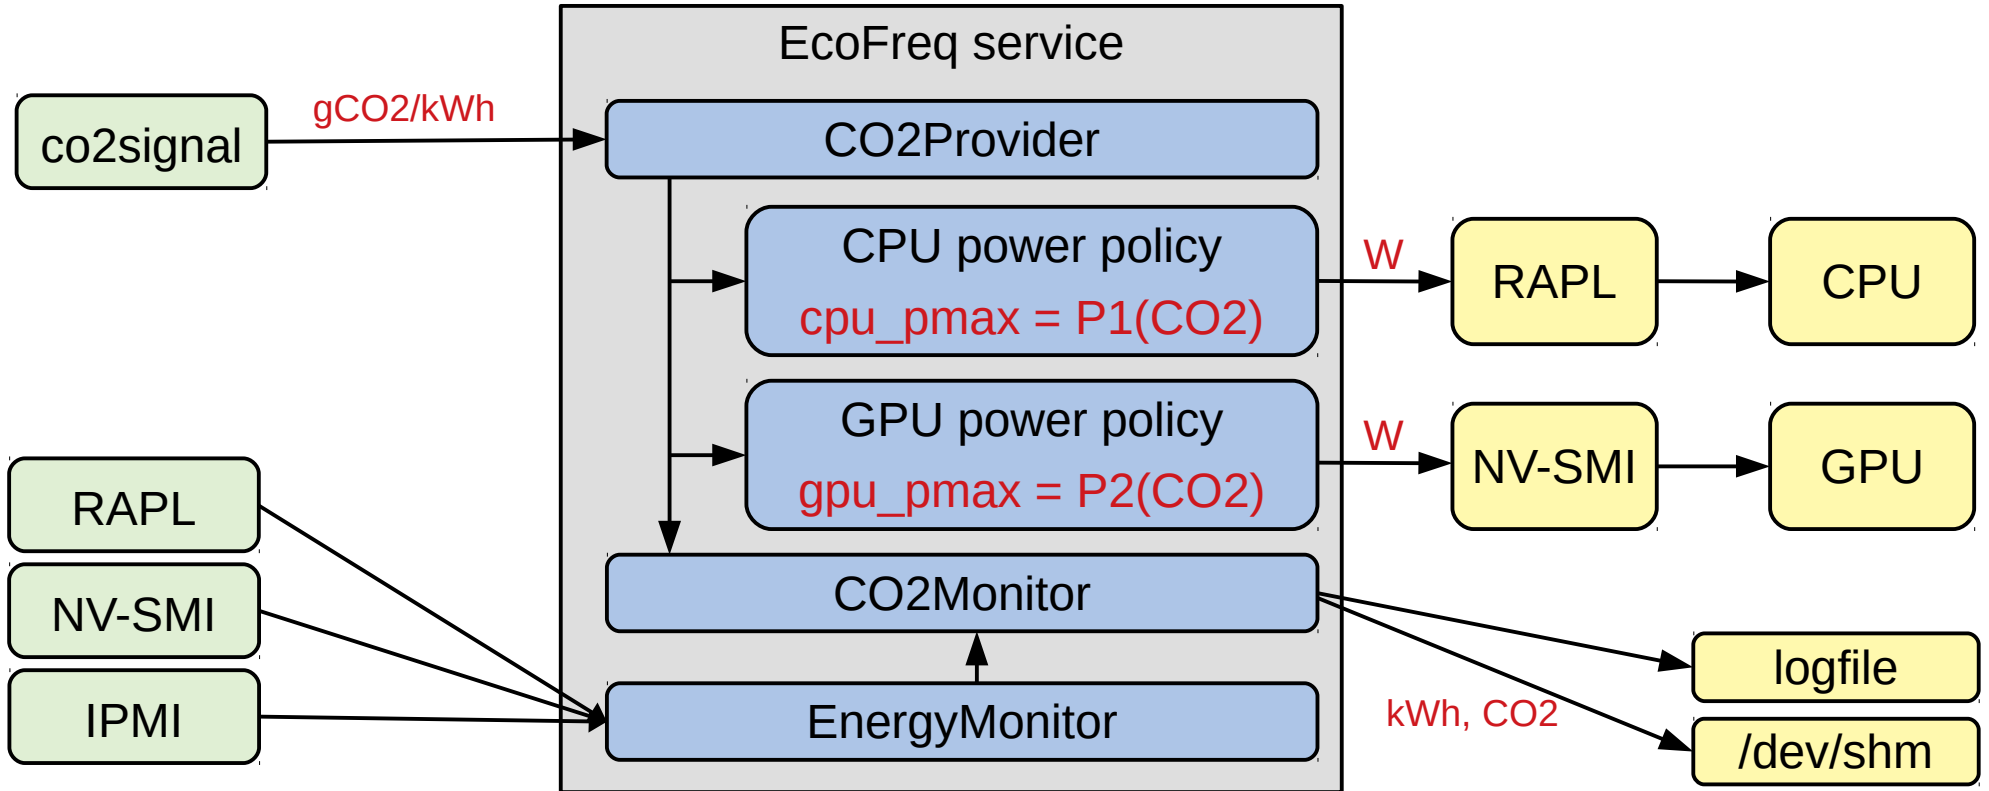 EcoFreq service
co2signal
gCO2/kWh
CO2Provider
CPU power policy
cpu_pmax = P1(CO2)
W
RAPL
CPU
GPU power policy
gpu_pmax = P2(CO2)
W
NV-SMI
GPU
RAPL
NV-SMI
IPMI
CO2Monitor
EnergyMonitor
kWh, CO2
logfile
/dev/shm